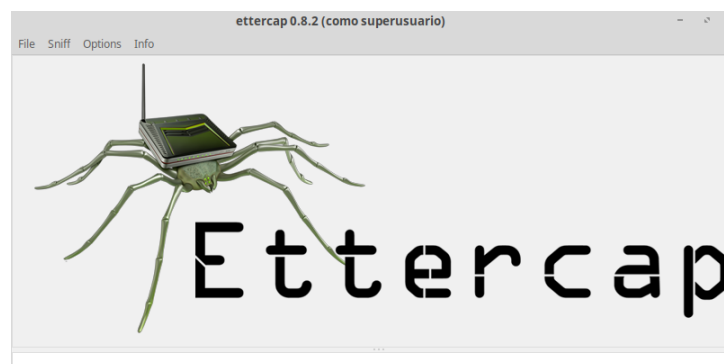 ettercap 0.8.2 (como superusuario)
File Sniff Options Info
Ettercap